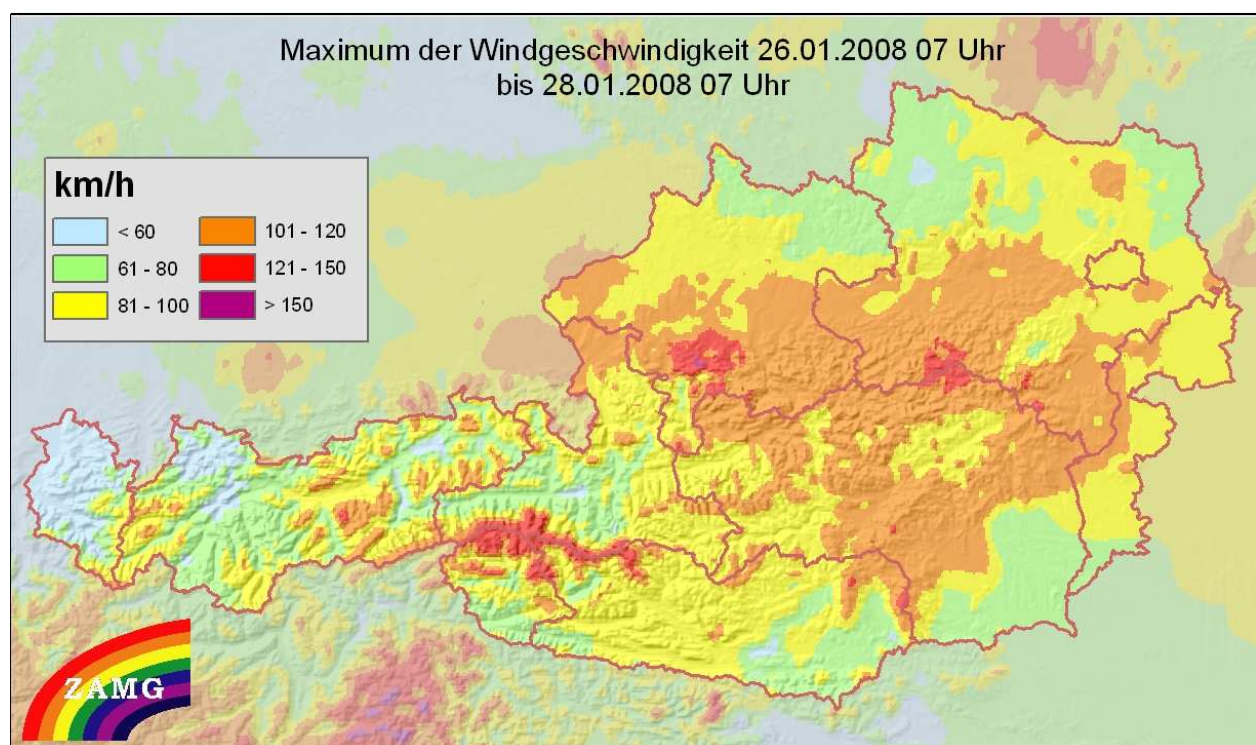 Maximum der Windgeschwindigkeit 26.01.2008 07 Uhr
bis 28.01.2008 07 Uhr
km/h
< 60
101 - 120
61 - 80
121 - 150
81 - 100
> 150
ZAMG